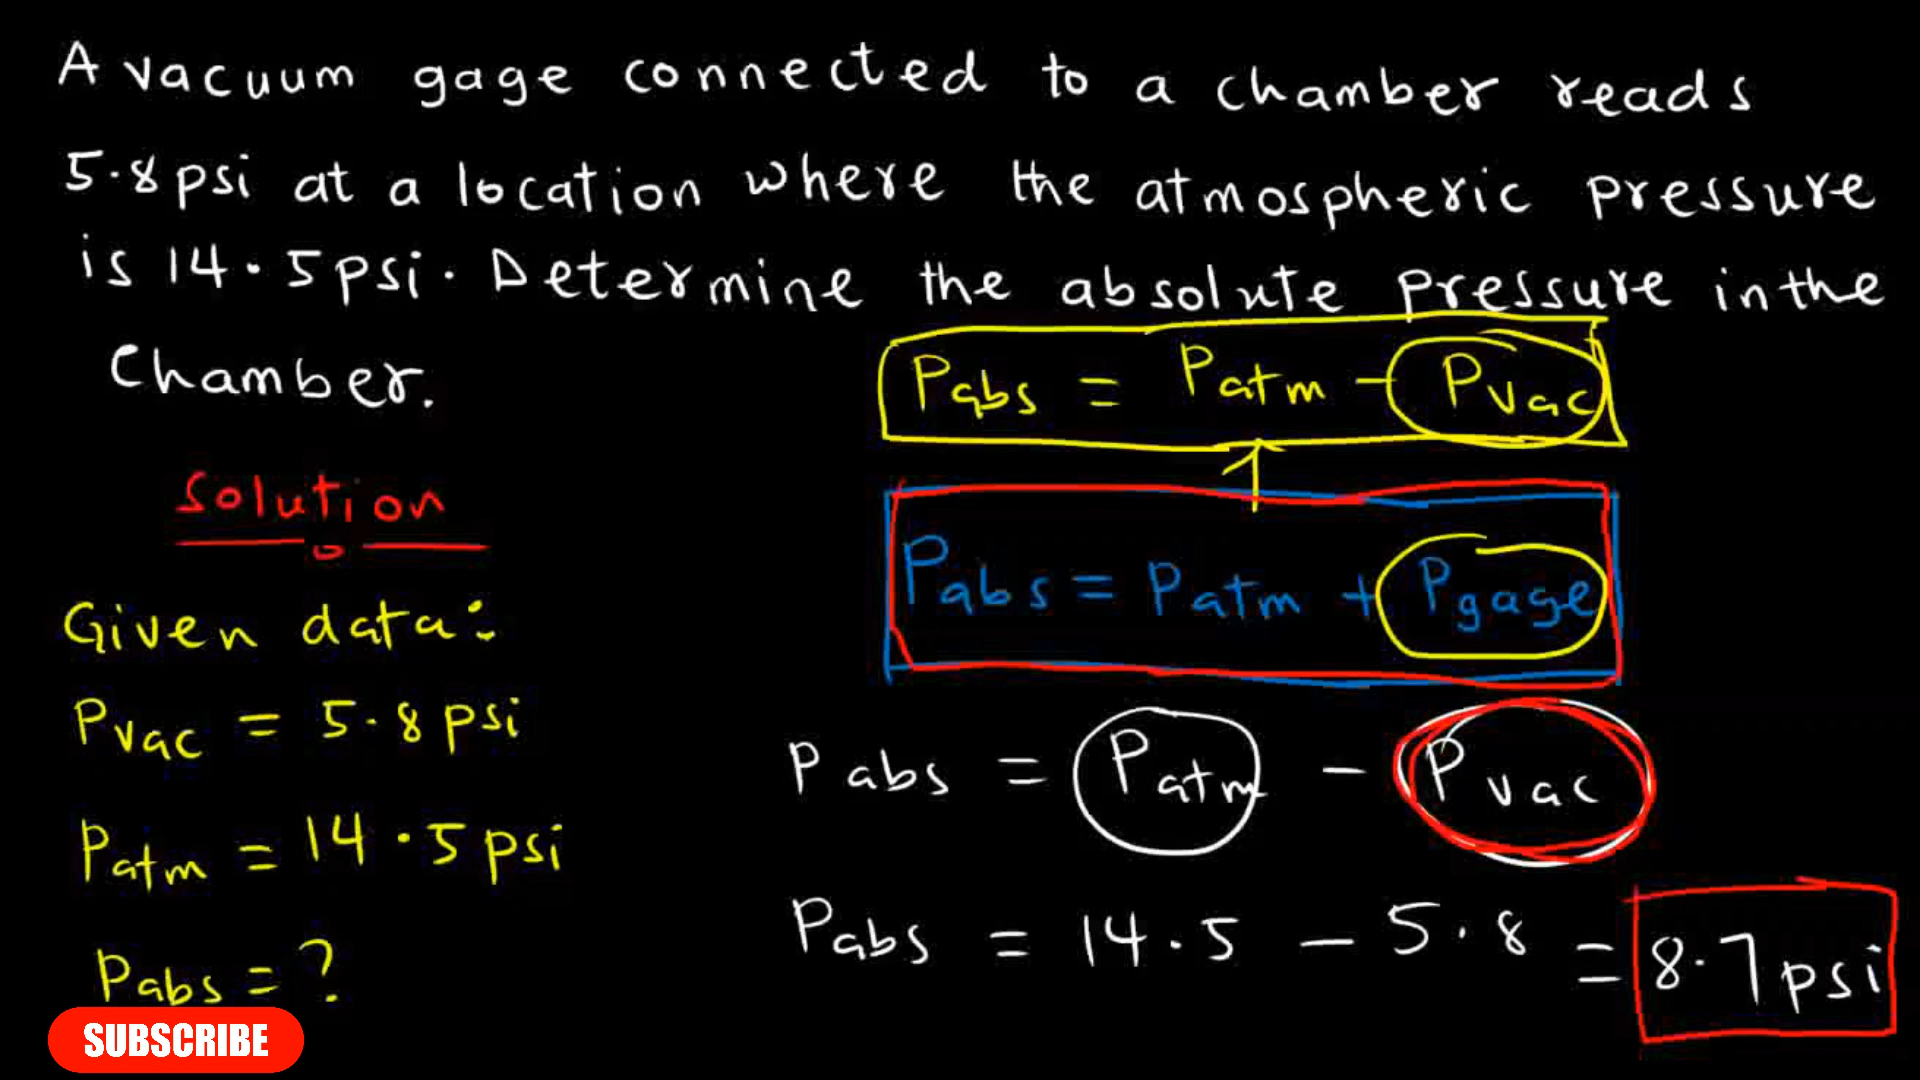 A vacuum gage connected to a chamber reads
5.8 psi at a location where the atmospheric pressure
is 14.5 psi. Determine the absolute pressure in the
Chamber.
Pabs = Patm - Pvac
Solution
Pabs = Patm + Pgage
Given data:
Pvac = 5.8 psi
Pabs = Patm - Pvac
Patm = 14.5 psi
Pabs = 14.5 - 5.8 = 8.7 psi
Pabs = ?
SUBSCRIBE